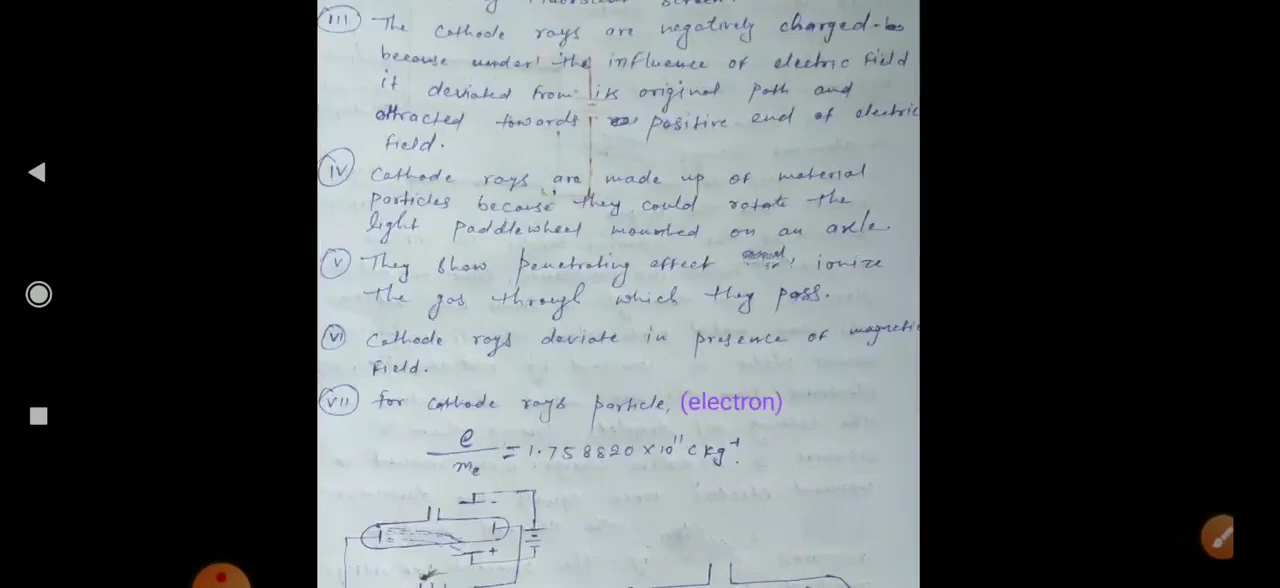 fluorescent screen.
(iii) The cathode rays are negatively charged
because under the influence of electric field
it deviated from its original path and
attracted towards positive end of electric
field.
(iv) Cathode rays are made up of material
particles because they could rotate the
light paddlewheel mounted on an axle.
(v) They show penetrating effect ionize
the gas through which they pass.
(vi) Cathode rays deviate in presence of magnetic
field.
(vii) for cathode rays particle, (electron)
e/mₑ = 1.758820 × 10¹¹ C kg⁻¹.